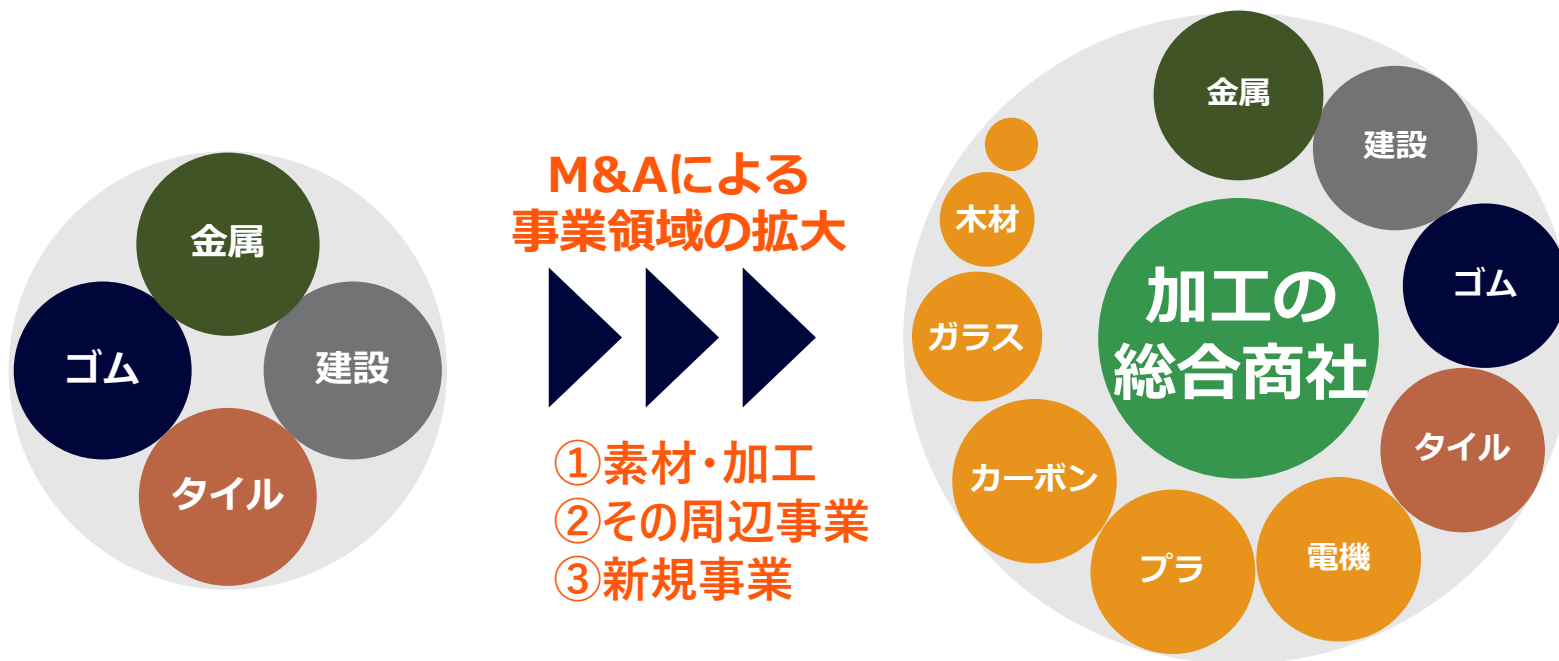 金属
ゴム
建設
タイル
M&Aによる
事業領域の拡大
①素材・加工
②その周辺事業
③新規事業
金属
建設
ゴム
タイル
電機
プラ
カーボン
ガラス
木材
加工の
総合商社